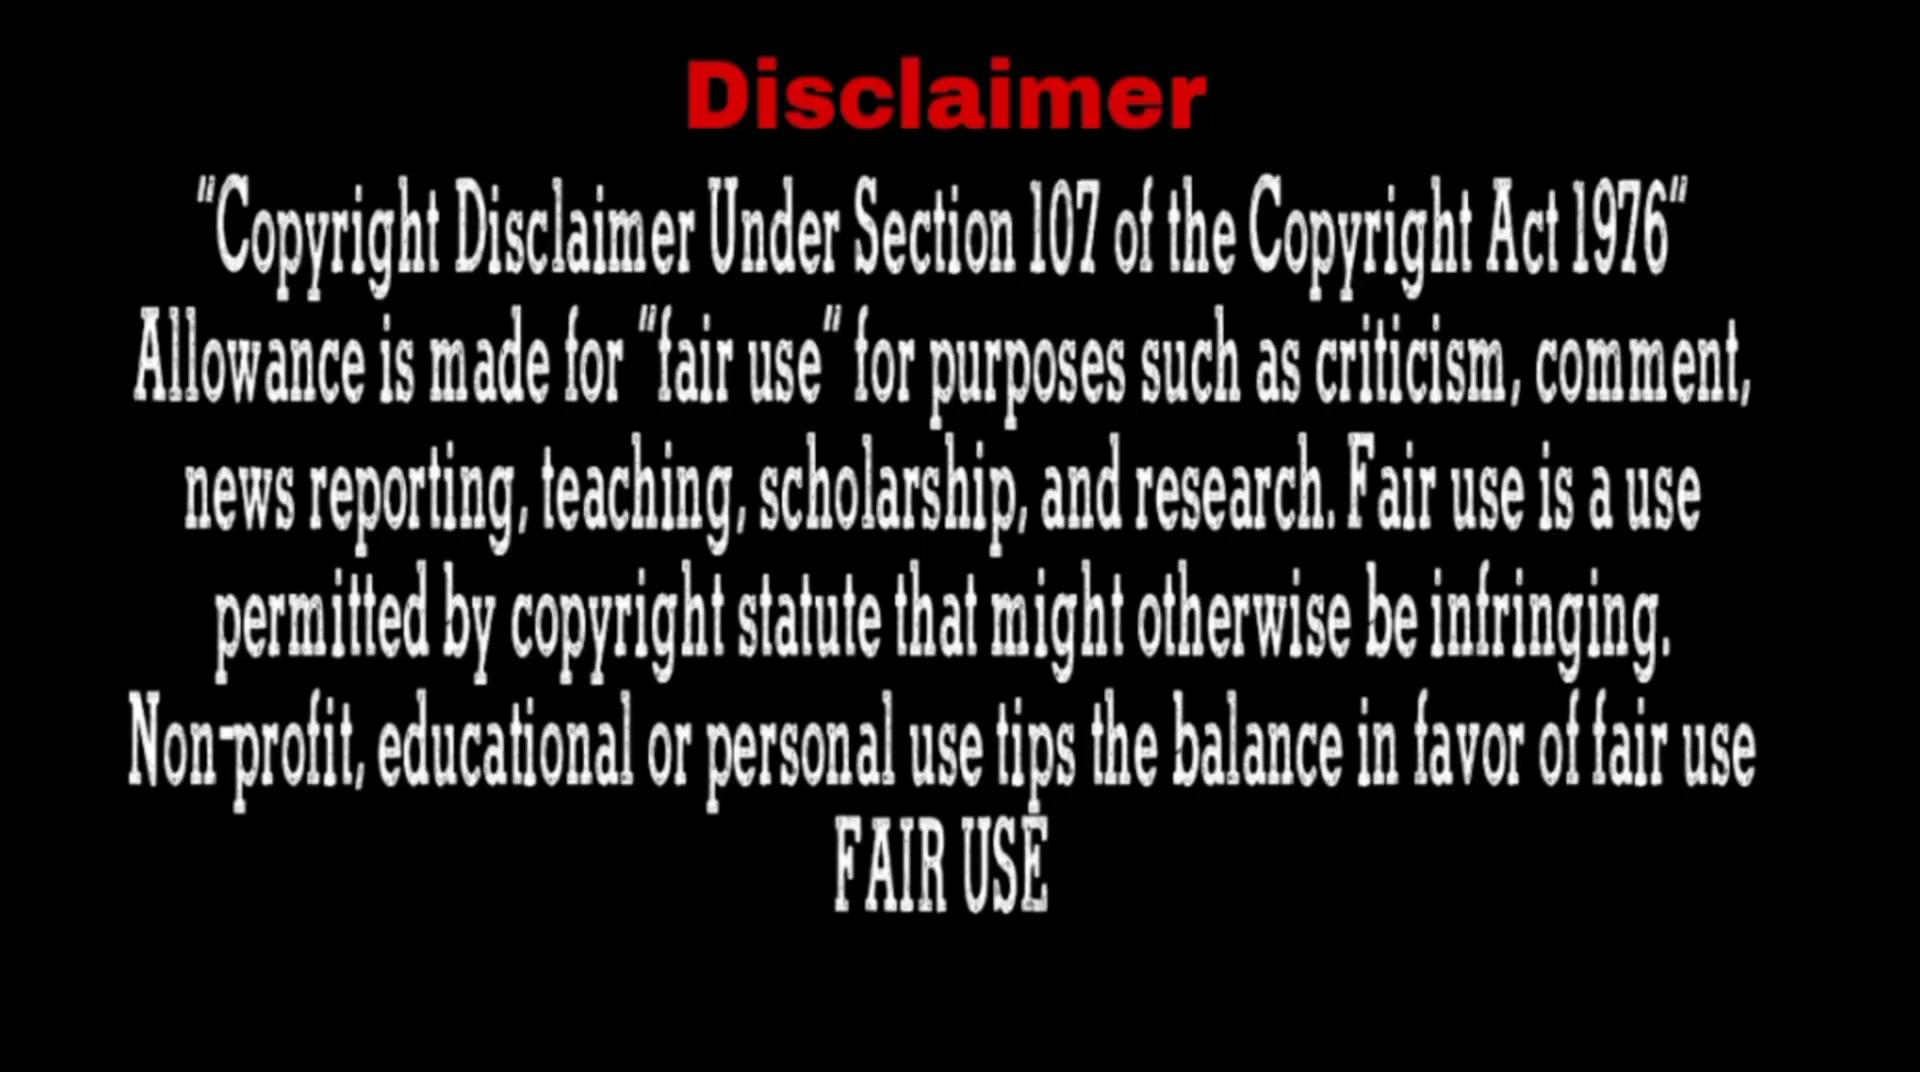 Disclaimer
"Copyright Disclaimer Under Section 107 of the Copyright Act 1976"
Allowance is made for "fair use" for purposes such as criticism, comment,
news reporting, teaching, scholarship, and research. Fair use is a use
permitted by copyright statute that might otherwise be infringing.
Non-profit, educational or personal use tips the balance in favor of fair use
FAIR USE